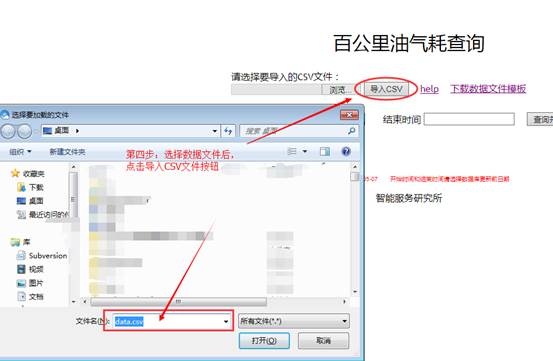 百公里油气耗查询
请选择要导入的CSV文件：
浏览...
导入CSV
help
下载数据文件模板
选择要加载的文件
桌面
搜索 桌面
结束时间
查询
组织
新建文件夹
第四步：选择数据文件后，
点击导入CSV文件按钮
收藏夹
下载
桌面
最近访问的
05-07
开始时间和结束时间请选择数据库更新前日期
智能服务研究所
库
Subversion
视频
图片
文档
文件名(N):
data.csv
所有文件(*.*)
打开(O)
取消